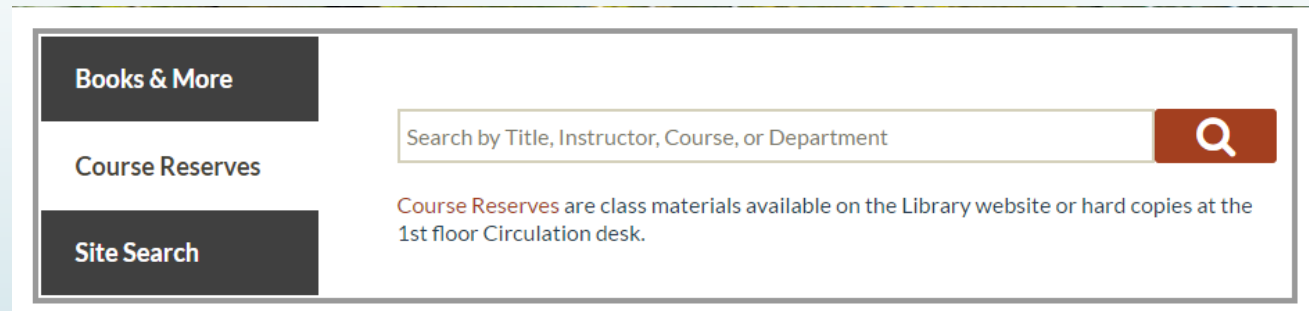 Books & More
Course Reserves
Site Search
Search by Title, Instructor, Course, or Department
Course Reserves are class materials available on the Library website or hard copies at the
1st floor Circulation desk.